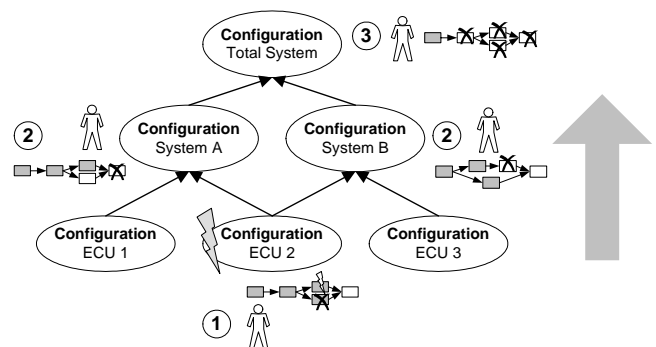 Configuration
Total System
3
2
Configuration
System A
Configuration
System B
2
Configuration
ECU 1
Configuration
ECU 2
Configuration
ECU 3
1